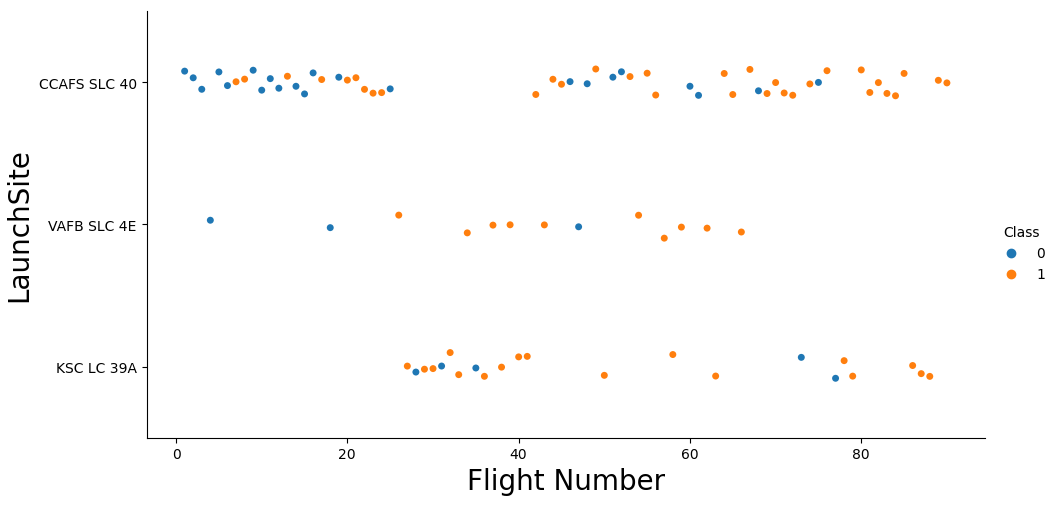 LaunchSite
CCAFS SLC 40
VAFB SLC 4E
KSC LC 39A
0
20
40
60
80
Flight Number
Class
0
1